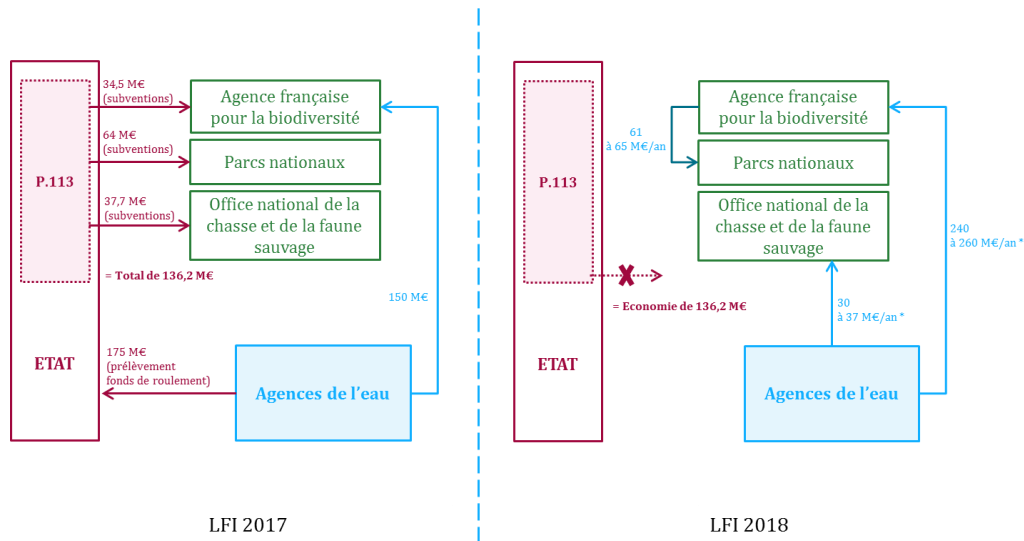 34,5 M€
(subventions)
64 M€
(subventions)
P.113
37,7 M€
(subventions)
= Total de 136,2 M€
ETAT
175 M€
(prélèvement
fonds de roulement)
Agence française
pour la biodiversité
Parcs nationaux
Office national de la
chasse et de la faune
sauvage
150 M€
Agences de l'eau
LFI 2017
P.113
ETAT
61
à 65 M€/an
Agence française
pour la biodiversité
Parcs nationaux
Office national de la
chasse et de la faune
sauvage
= Economie de 136,2 M€
30
à 37 M€/an *
240
à 260 M€/an *
Agences de l'eau
LFI 2018